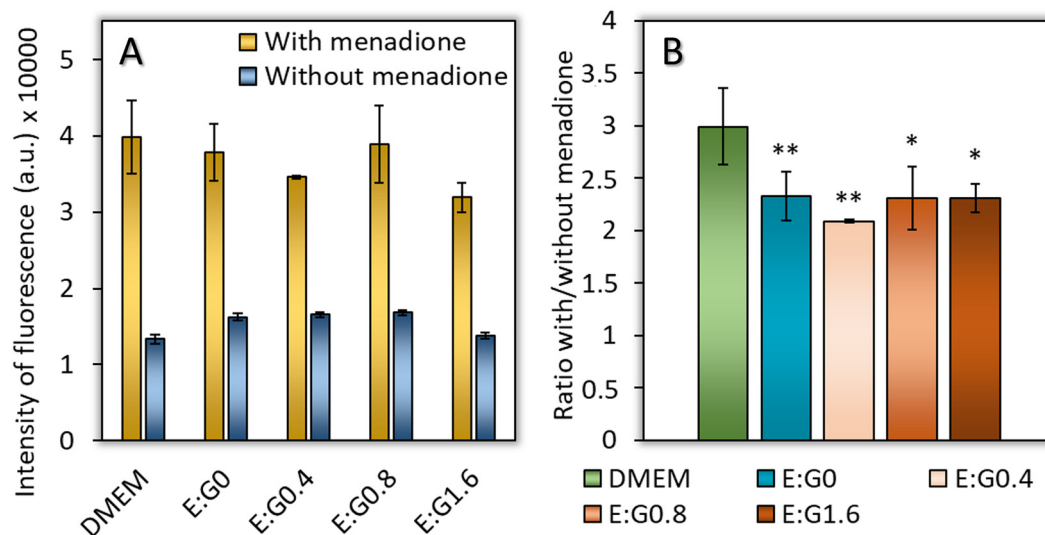 A
With menadione
Without menadione
Intensity of fluorescence (a.u.) x 10000
5
4
3
2
1
0
DMEM
E:G0
E:G0.4
E:G0.8
E:G1.6
B
Ratio with/without menadione
4
3.5
3
2.5
2
1.5
1
0.5
0
**
**
*
*
DMEM
E:G0
E:G0.4
E:G0.8
E:G1.6